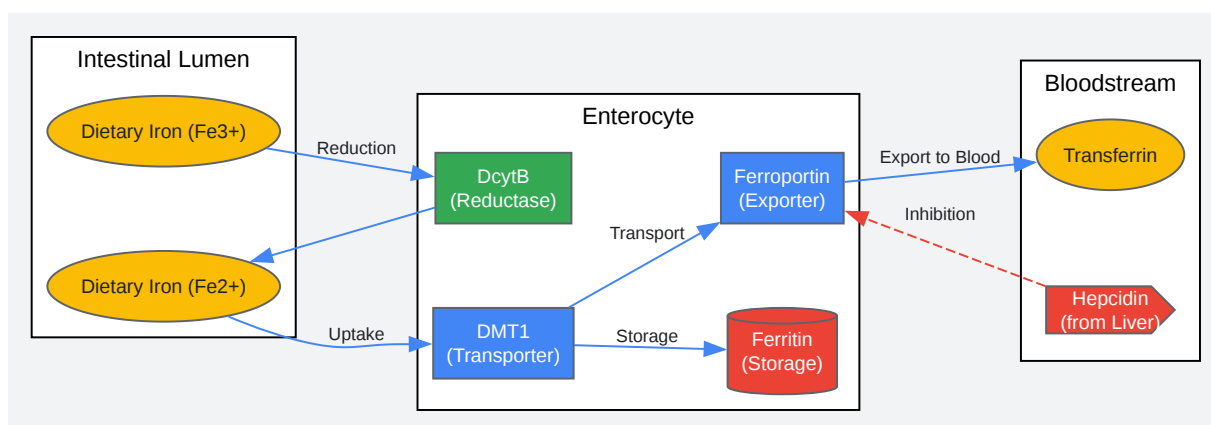 Intestinal Lumen
Dietary Iron (Fe3+)
Dietary Iron (Fe2+)
Reduction
Uptake
Enterocyte
DcytB
(Reductase)
DMT1
(Transporter)
Transport
Storage
Ferroportin
(Exporter)
Ferritin
(Storage)
Export to Blood
Inhibition
Bloodstream
Transferrin
Hepcidin
(from Liver)